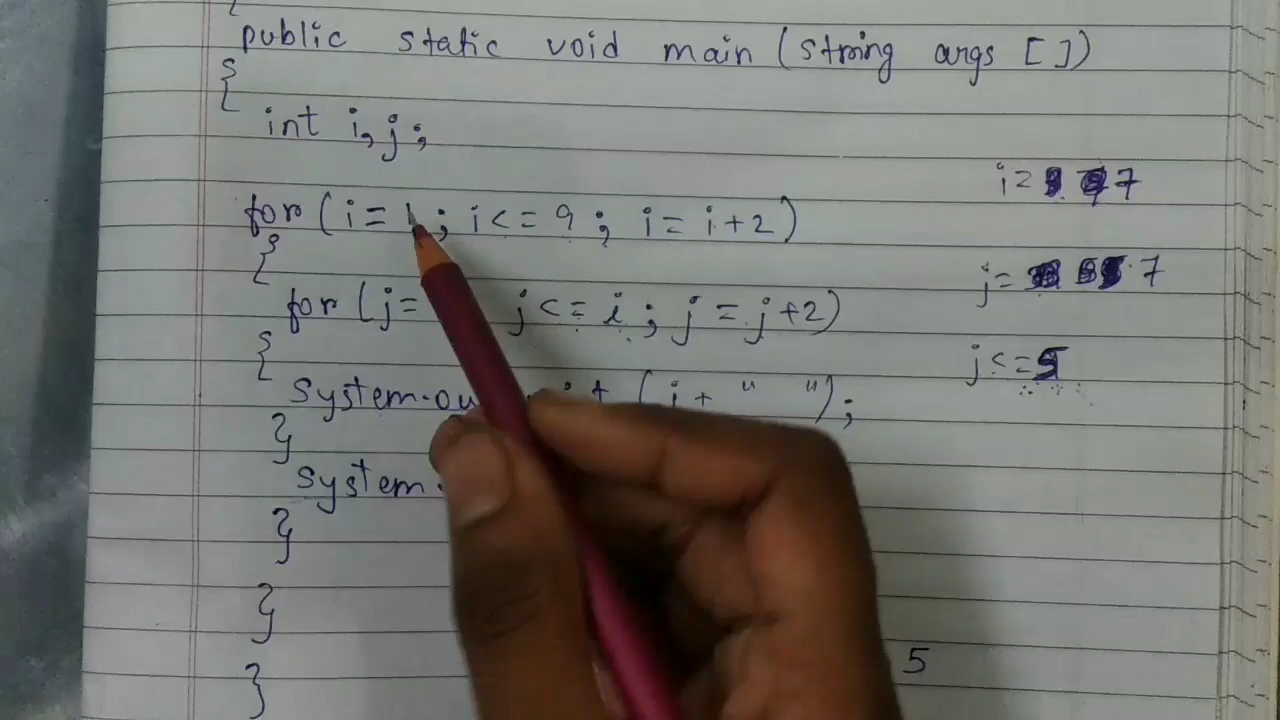 {
public static void main (string args [])
{
int i,j;
for (i=1; i<=9; i=i+2)
{
for (j= j<=i; j=j+2)
{
System.ou t ( j+ " ");
}
System.
}
}
}
i= 7
j= 7
j<=
5